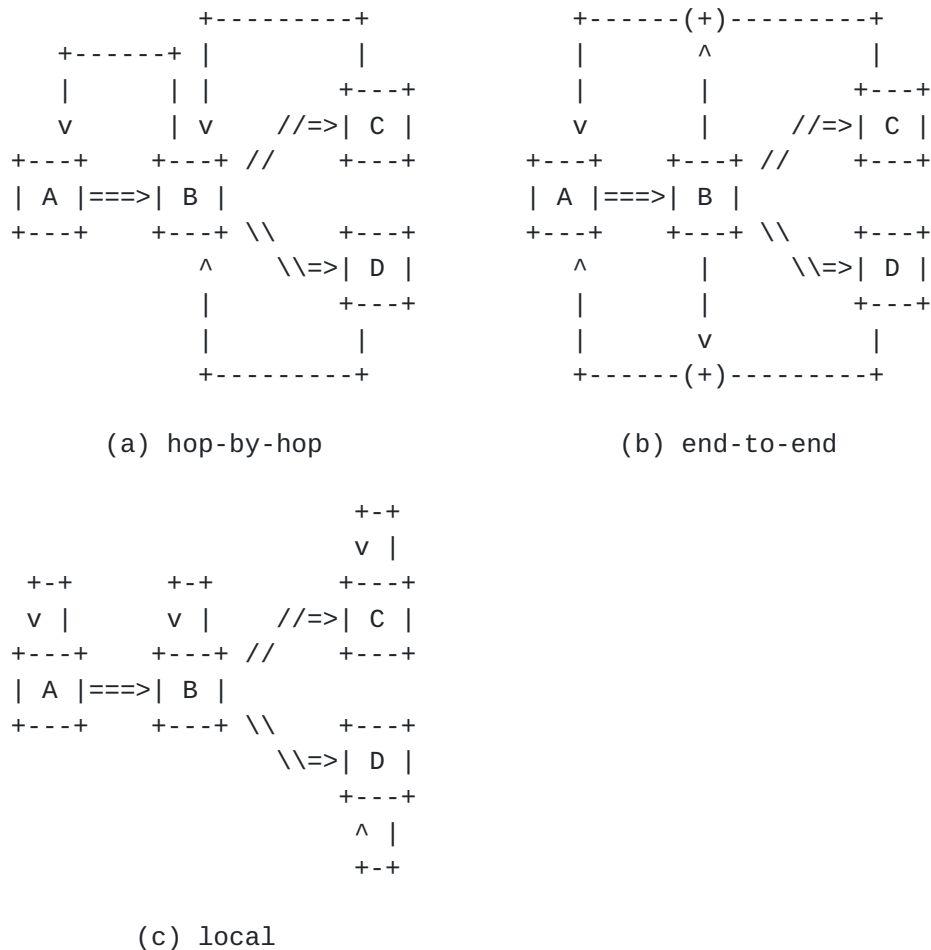 +---------+             +------(+)---------+
   +------+ |         |             |       ^          |
   |      | |        +---+          |       |         +---+
   v      | v    //=>| C |          v       |     //=>| C |
+---+    +---+ //    +---+       +---+    +---+ //    +---+
| A |===>| B |                   | A |===>| B |
+---+    +---+ \\    +---+       +---+    +---+ \\    +---+
            ^    \\=>| D |          ^       |     \\=>| D |
            |        +---+          |       |         +---+
            |         |             |       v          |
            +---------+             +------(+)---------+
      (a) hop-by-hop                   (b) end-to-end
                      +-+
                      v |
 +-+      +-+        +---+
 v |      v |    //=>| C |
+---+    +---+ //    +---+
| A |===>| B |
+---+    +---+ \\    +---+
                 \\=>| D |
                     +---+
                      ^ |
                      +-+
        (c) local